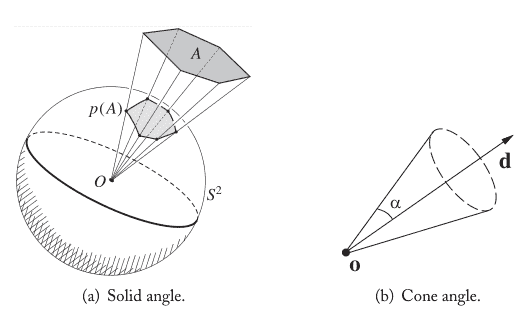 A
p(A)
O
S²
(a) Solid angle.
d
α
o
(b) Cone angle.